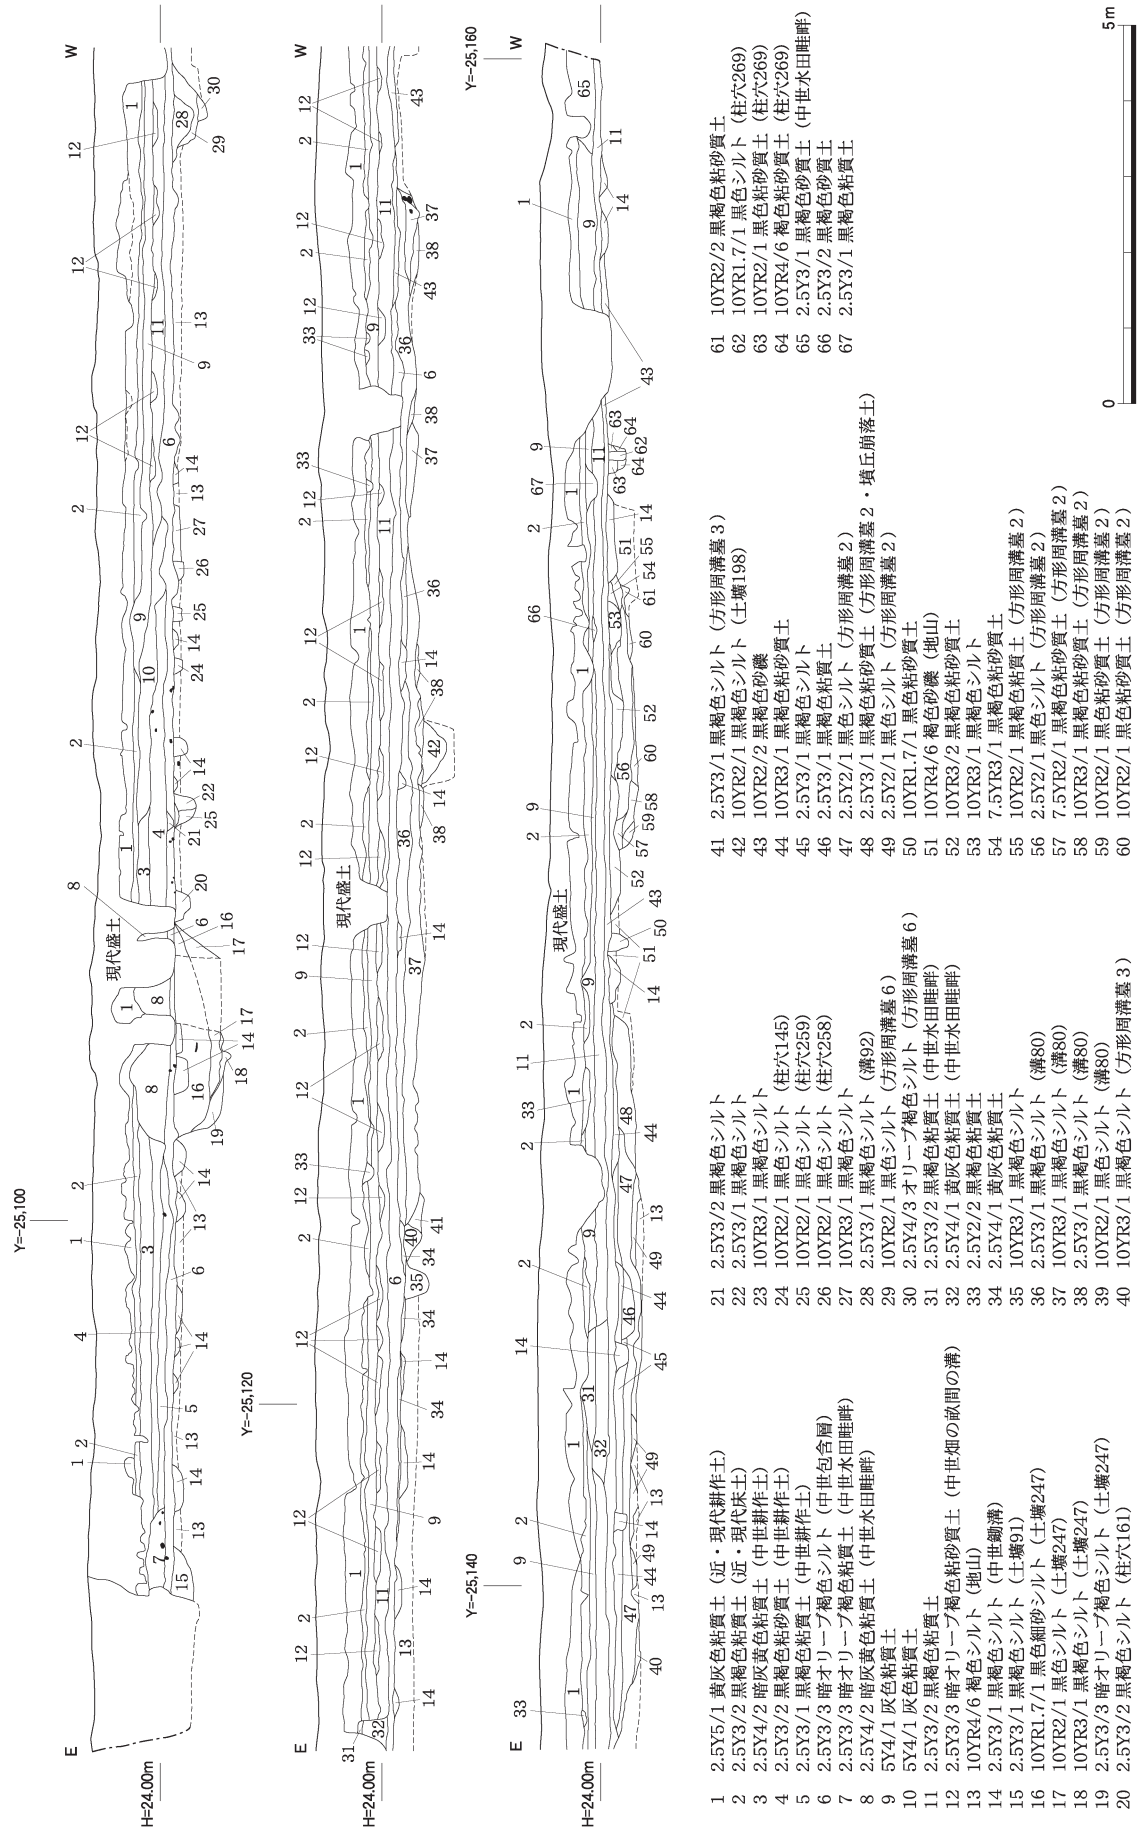 E
W
Y=-25,100
H=24.00m
現代盛土
E
W
Y=-25,120
H=24.00m
現代盛土
E
W
Y=-25,140
Y=-25,160
H=24.00m
現代盛土
1 2.5Y5/1 黄灰色粘質土（近・現代耕作土）
2 2.5Y3/2 黒褐色粘質土（近・現代床土）
3 2.5Y4/2 暗灰黄色粘質土（中世耕作土）
4 2.5Y3/2 黒褐色粘砂質土（中世耕作土）
5 2.5Y3/1 黒褐色粘質土（中世耕作土）
6 2.5Y3/3 暗オリーブ褐色シルト（中世包含層）
7 2.5Y3/3 暗オリーブ褐色粘質土（中世水田畦畔）
8 2.5Y4/2 暗灰黄色粘質土（中世水田畦畔）
9 5Y4/1 灰色粘質土
10 5Y4/1 灰色粘質土
11 2.5Y3/2 黒褐色粘質土
12 2.5Y3/3 暗オリーブ褐色粘砂質土（中世畑の畝間の溝）
13 10YR4/6 褐色シルト（地山）
14 2.5Y3/1 黒褐色シルト（中世鋤溝）
15 2.5Y3/1 黒褐色シルト（土壙91）
16 10YR1.7/1 黒色細砂シルト（土壙247）
17 10YR2/1 黒色シルト（土壙247）
18 10YR3/1 黒褐色シルト（土壙247）
19 2.5Y3/3 暗オリーブ褐色シルト（土壙247）
20 2.5Y3/2 黒褐色粘質土（柱穴161）
21 2.5Y3/2 黒褐色シルト
22 2.5Y3/1 黒褐色シルト
23 10YR3/1 黒褐色シルト
24 10YR2/1 黒色シルト（柱穴145）
25 10YR2/1 黒色シルト（柱穴259）
26 10YR2/1 黒色シルト（柱穴258）
27 10YR3/1 黒褐色シルト
28 2.5Y3/1 黒褐色シルト（溝92）
29 10YR2/1 黒色シルト（方形周溝墓６）
30 2.5Y4/3 オリーブ褐色シルト（方形周溝墓６）
31 2.5Y3/2 黒褐色粘質土（中世水田畦畔）
32 2.5Y4/1 黄灰色粘質土（中世水田畦畔）
33 2.5Y2/2 黒褐色粘質土
34 2.5Y4/1 黄灰色粘質土
35 10YR3/1 黒褐色シルト
36 2.5Y3/1 黒褐色シルト（溝80）
37 10YR3/1 黒褐色シルト（溝80）
38 2.5Y3/1 黒褐色シルト（溝80）
39 10YR2/1 黒色シルト（溝80）
40 10YR3/1 黒褐色シルト（方形周溝墓３）
41 2.5Y3/1 黒褐色シルト（方形周溝墓３）
42 10YR2/1 黒褐色シルト（土壙198）
43 10YR2/2 黒褐色砂礫
44 10YR3/1 黒褐色粘砂質土
45 2.5Y3/1 黒褐色シルト
46 2.5Y3/1 黒褐色粘質土
47 2.5Y2/1 黒色シルト（方形周溝墓２）
48 2.5Y3/1 黒褐色粘砂質土（方形周溝墓２・墳丘崩落土）
49 2.5Y2/1 黒色シルト（方形周溝墓２）
50 10YR1.7/1 黒色粘砂質土
51 10YR4/6 褐色砂礫（地山）
52 10YR3/2 黒褐色粘砂質土
53 10YR3/1 黒褐色シルト
54 7.5YR3/1 黒褐色粘砂質土
55 10YR2/1 黒褐色粘質土（方形周溝墓２）
56 2.5Y2/1 黒色シルト（方形周溝墓２）
57 7.5YR2/1 黒褐色粘砂質土（方形周溝墓２）
58 10YR3/1 黒褐色粘砂質土（方形周溝墓２）
59 10YR2/1 黒色粘砂質土（方形周溝墓２）
60 10YR2/1 黒色粘砂質土（方形周溝墓２）
61 10YR2/2 黒褐色粘砂質土
62 10YR1.7/1 黒色シルト（柱穴269）
63 10YR2/1 黒色粘砂質土（柱穴269）
64 10YR4/6 褐色粘砂質土（柱穴269）
65 2.5Y3/1 黒褐色砂質土（中世水田畦畔）
66 2.5Y3/2 黒褐色砂質土
67 2.5Y3/1 黒褐色粘質土
0
5m